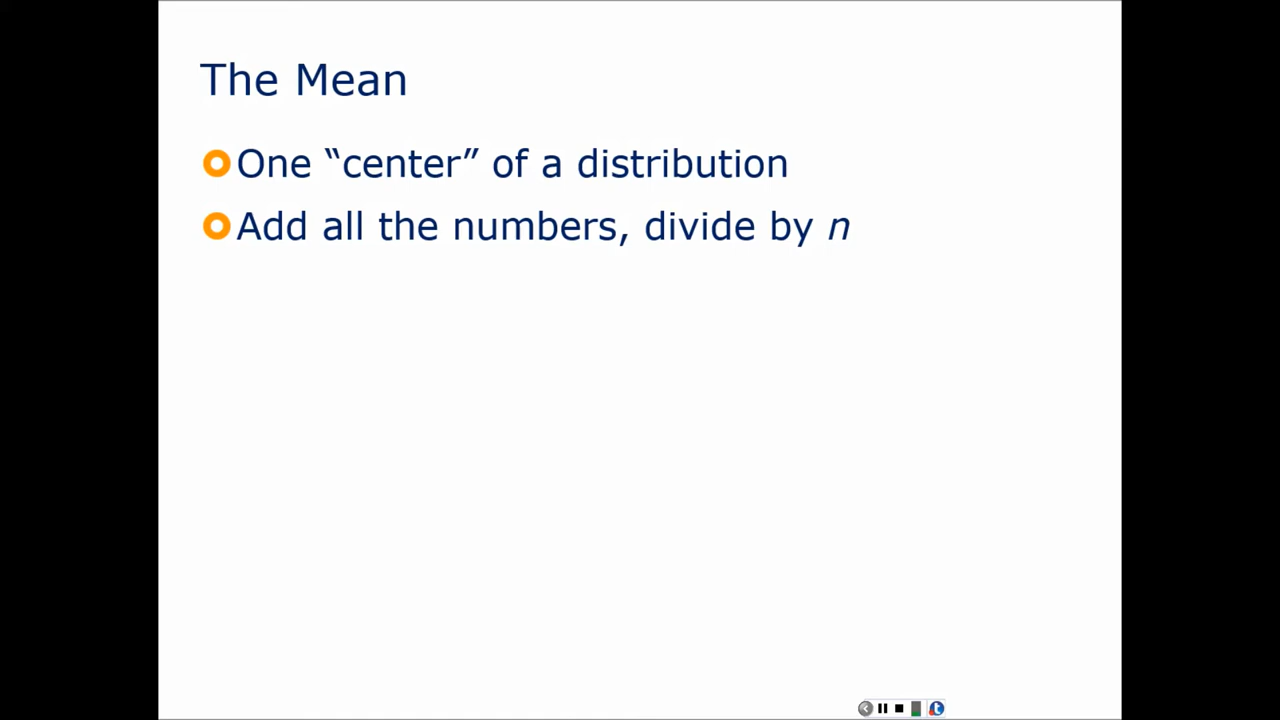 The Mean
One “center” of a distribution
Add all the numbers, divide by n